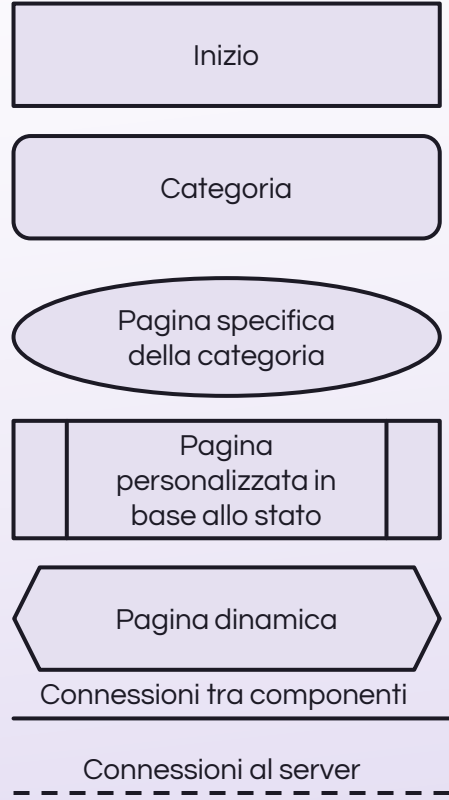 Inizio
Categoria
Pagina specifica
della categoria
Pagina
personalizzata in
base allo stato
Pagina dinamica
Connessioni tra componenti
Connessioni al server